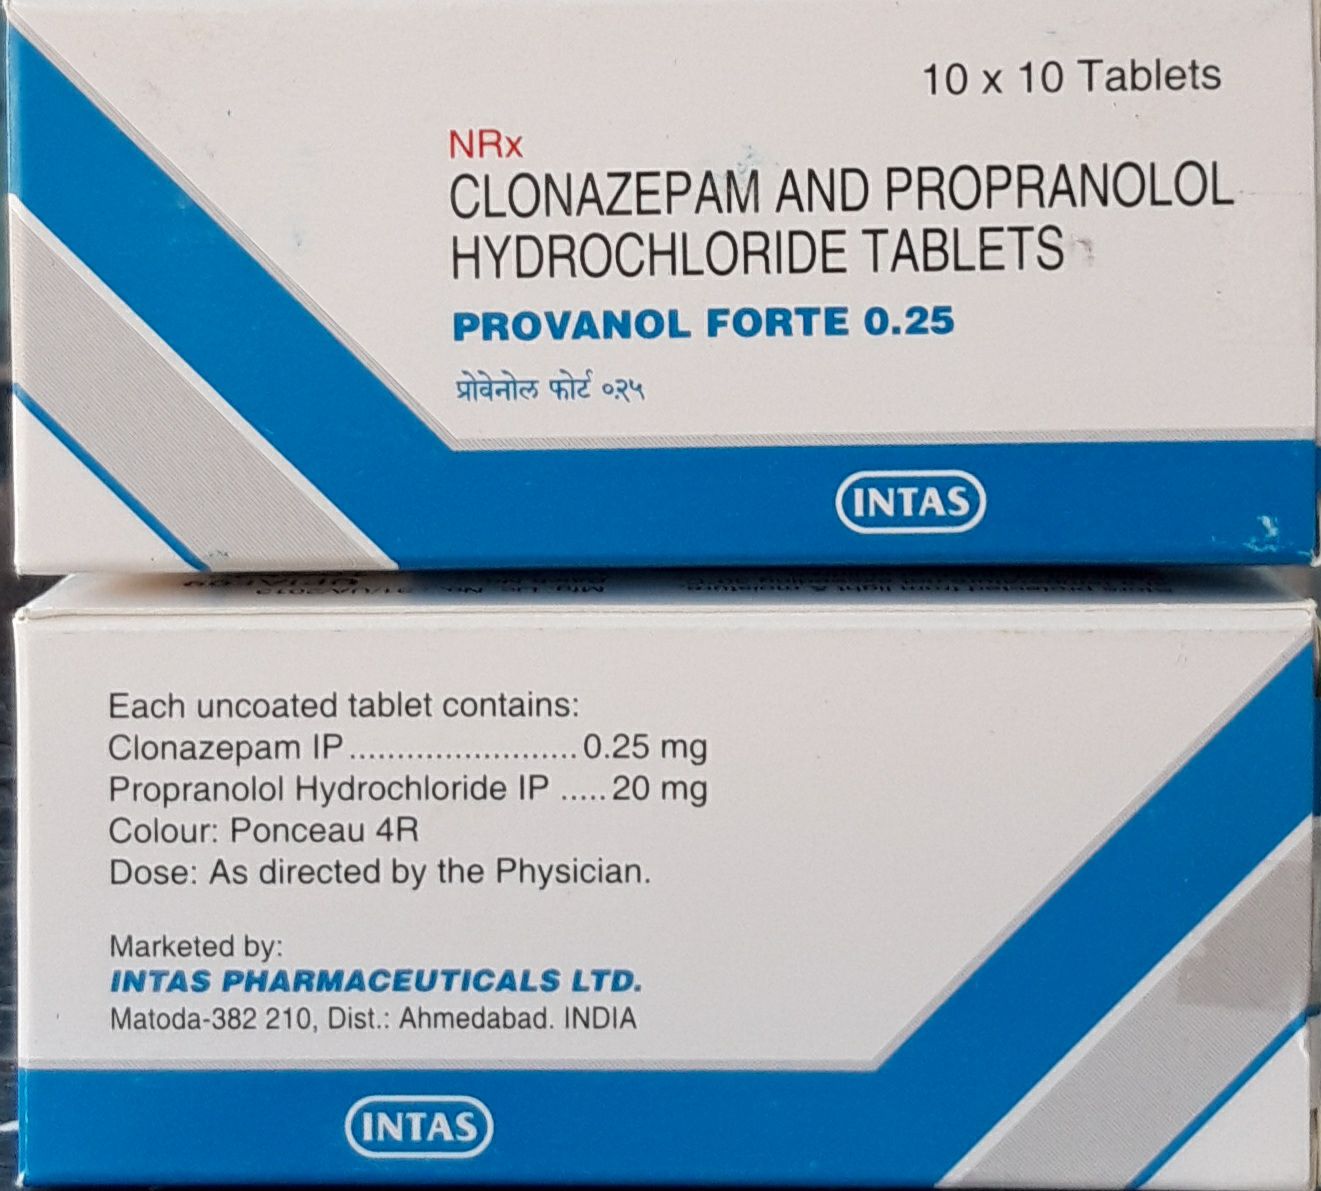 10 x 10 Tablets
NRx
CLONAZEPAM AND PROPRANOLOL
HYDROCHLORIDE TABLETS
PROVANOL FORTE 0.25
प्रोवेनोल फोर्ट ०.२५
INTAS
Each uncoated tablet contains:
Clonazepam IP........................0.25 mg
Propranolol Hydrochloride IP .....20 mg
Colour: Ponceau 4R
Dose: As directed by the Physician.
Marketed by:
INTAS PHARMACEUTICALS LTD.
Matoda-382 210, Dist.: Ahmedabad. INDIA
INTAS